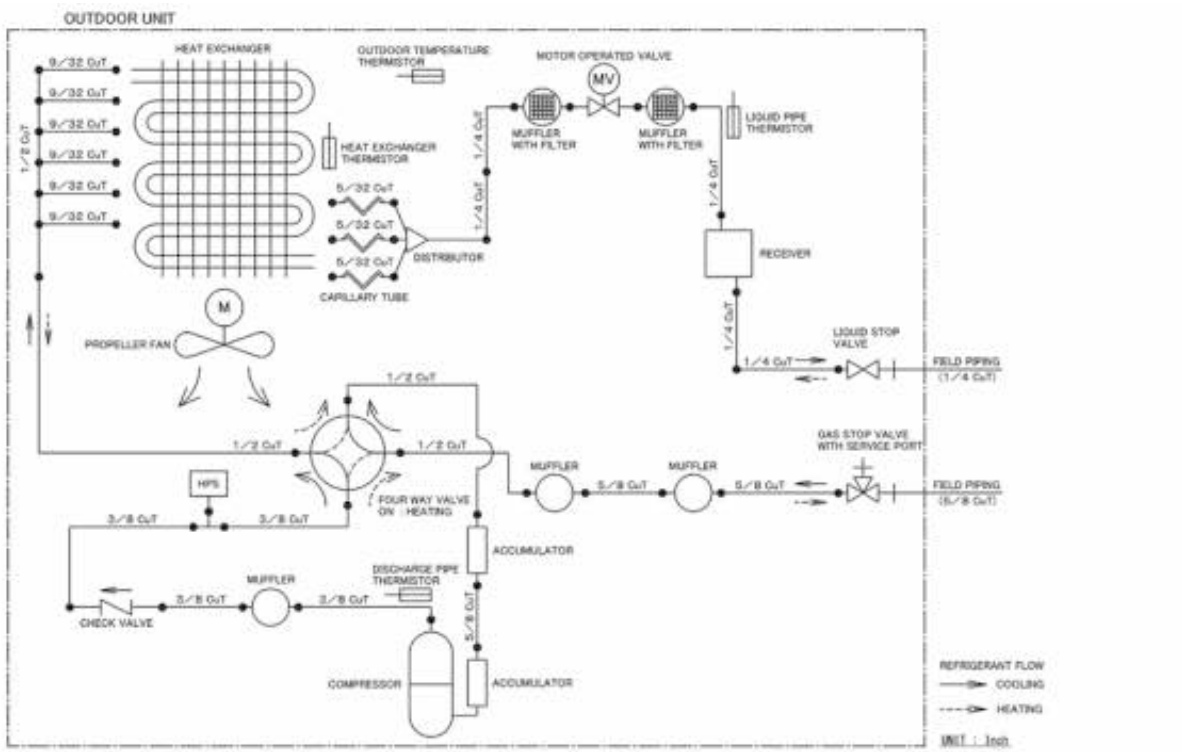 OUTDOOR UNIT
HEAT EXCHANGER
OUTDOOR TEMPERATURE
THERMISTOR
MOTOR OPERATED VALVE
MV
9/32 CuT
9/32 CuT
9/32 CuT
9/32 CuT
9/32 CuT
9/32 CuT
1/2 CuT
MUFFLER
WITH FILTER
MUFFLER
WITH FILTER
LIQUID PIPE
THERMISTOR
HEAT EXCHANGER
THERMISTOR
1/4 CuT
1/4 CuT
1/4 CuT
5/32 CuT
5/32 CuT
5/32 CuT
DISTRIBUTOR
CAPILLARY TUBE
RECEIVER
1/4 CuT
M
PROPELLER FAN
LIQUID STOP
VALVE
1/4 CuT
FIELD PIPING
(1/4 CuT)
1/2 CuT
1/2 CuT
1/2 CuT
GAS STOP VALVE
WITH SERVICE PORT
MUFFLER
MUFFLER
5/8 CuT
5/8 CuT
FIELD PIPING
(5/8 CuT)
HPS
FOUR WAY VALVE
ON : HEATING
3/8 CuT
3/8 CuT
ACCUMULATOR
DISCHARGE PIPE
THERMISTOR
MUFFLER
3/8 CuT
3/8 CuT
CHECK VALVE
5/8 CuT
COMPRESSOR
ACCUMULATOR
REFRIGERANT FLOW
COOLING
HEATING
UNIT : Inch